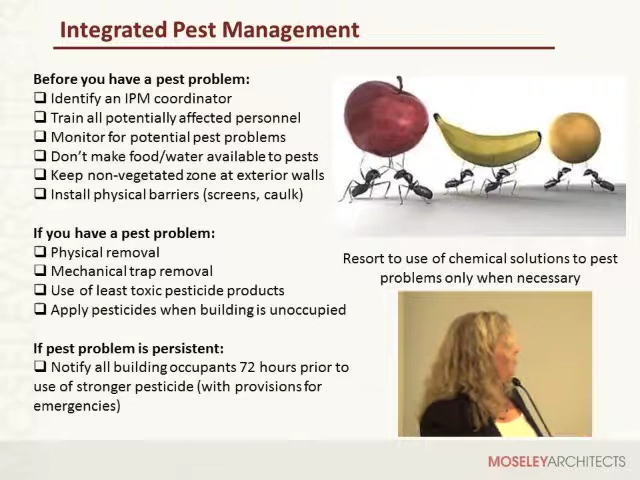 Integrated Pest Management
Before you have a pest problem:
❑ Identify an IPM coordinator
❑ Train all potentially affected personnel
❑ Monitor for potential pest problems
❑ Don't make food/water available to pests
❑ Keep non-vegetated zone at exterior walls
❑ Install physical barriers (screens, caulk)
If you have a pest problem:
❑ Physical removal
❑ Mechanical trap removal
❑ Use of least toxic pesticide products
❑ Apply pesticides when building is unoccupied
If pest problem is persistent:
❑ Notify all building occupants 72 hours prior to
use of stronger pesticide (with provisions for
emergencies)
Resort to use of chemical solutions to pest
problems only when necessary
MOSELEYARCHITECTS